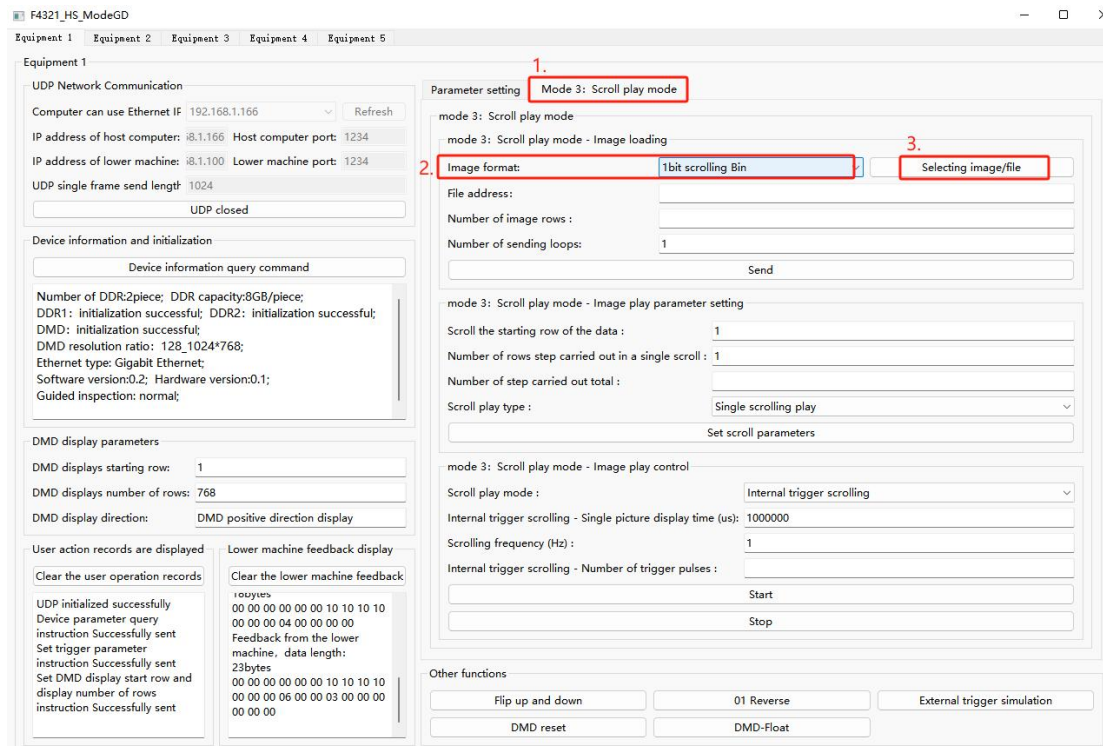 F4321_HS_ModeGD
Equipment 1 Equipment 2 Equipment 3 Equipment 4 Equipment 5
Equipment 1
UDP Network Communication
Computer can use Ethernet IF 192.168.1.166 Refresh
IP address of host computer: i8.1.166 Host computer port: 1234
IP address of lower machine: i8.1.100 Lower machine port: 1234
UDP single frame send length 1024
UDP closed
Device information and initialization
Device information query command
Number of DDR:2piece; DDR capacity:8GB/piece;
DDR1: initialization successful; DDR2: initialization successful;
DMD: initialization successful;
DMD resolution ratio: 128_1024*768;
Ethernet type: Gigabit Ethernet;
Software version:0.2; Hardware version:0.1;
Guided inspection: normal;
DMD display parameters
DMD displays starting row: 1
DMD displays number of rows: 768
DMD display direction: DMD positive direction display
User action records are displayed
Clear the user operation records
UDP initialized successfully
Device parameter query
instruction Successfully sent
Set trigger parameter
instruction Successfully sent
Set DMD display start row and
display number of rows
instruction Successfully sent
Lower machine feedback display
Clear the lower machine feedback
18bytes
00 00 00 00 00 00 10 10 10 10
00 00 00 04 00 00 00 00
Feedback from the lower
machine, data length:
23bytes
00 00 00 00 00 00 10 10 10 10
00 00 00 06 00 00 03 00 00 00
00 00 00
1.
Parameter setting Mode 3: Scroll play mode
mode 3: Scroll play mode
mode 3: Scroll play mode - Image loading
2.
3.
Image format: 1bit scrolling Bin Selecting image/file
File address:
Number of image rows :
Number of sending loops: 1
Send
mode 3: Scroll play mode - Image play parameter setting
Scroll the starting row of the data : 1
Number of rows step carried out in a single scroll : 1
Number of step carried out total :
Scroll play type : Single scrolling play
Set scroll parameters
mode 3: Scroll play mode - Image play control
Scroll play mode : Internal trigger scrolling
Internal trigger scrolling - Single picture display time (us): 1000000
Scrolling frequency (Hz) : 1
Internal trigger scrolling - Number of trigger pulses :
Start
Stop
Other functions
Flip up and down 01 Reverse External trigger simulation
DMD reset DMD-Float